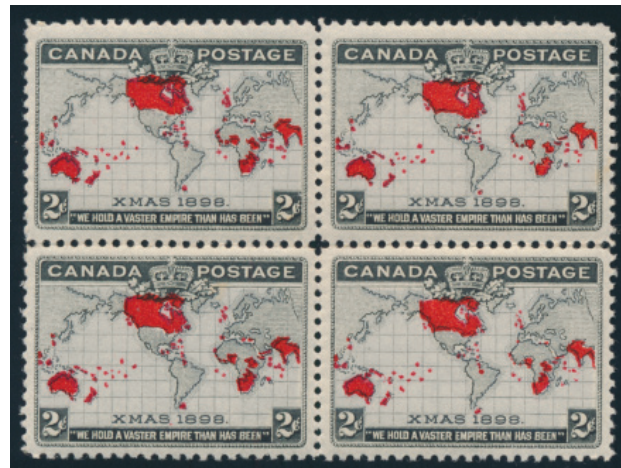 CANADA POSTAGE
XMAS 1898.
2¢ 2¢
"WE HOLD A VASTER EMPIRE THAN HAS BEEN"
CANADA POSTAGE
XMAS 1898.
2¢ 2¢
"WE HOLD A VASTER EMPIRE THAN HAS BEEN"
CANADA POSTAGE
XMAS 1898.
2¢ 2¢
"WE HOLD A VASTER EMPIRE THAN HAS BEEN"
CANADA POSTAGE
XMAS 1898.
2¢ 2¢
"WE HOLD A VASTER EMPIRE THAN HAS BEEN"